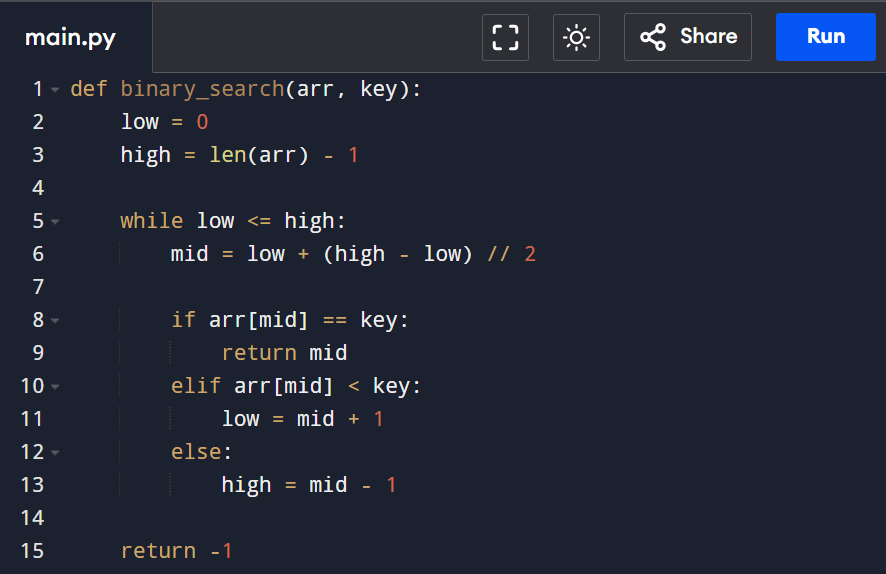 main.py Share Run
1 def binary_search(arr, key):
2     low = 0
3     high = len(arr) - 1
4
5     while low <= high:
6         mid = low + (high - low) // 2
7
8         if arr[mid] == key:
9             return mid
10         elif arr[mid] < key:
11             low = mid + 1
12         else:
13             high = mid - 1
14
15     return -1